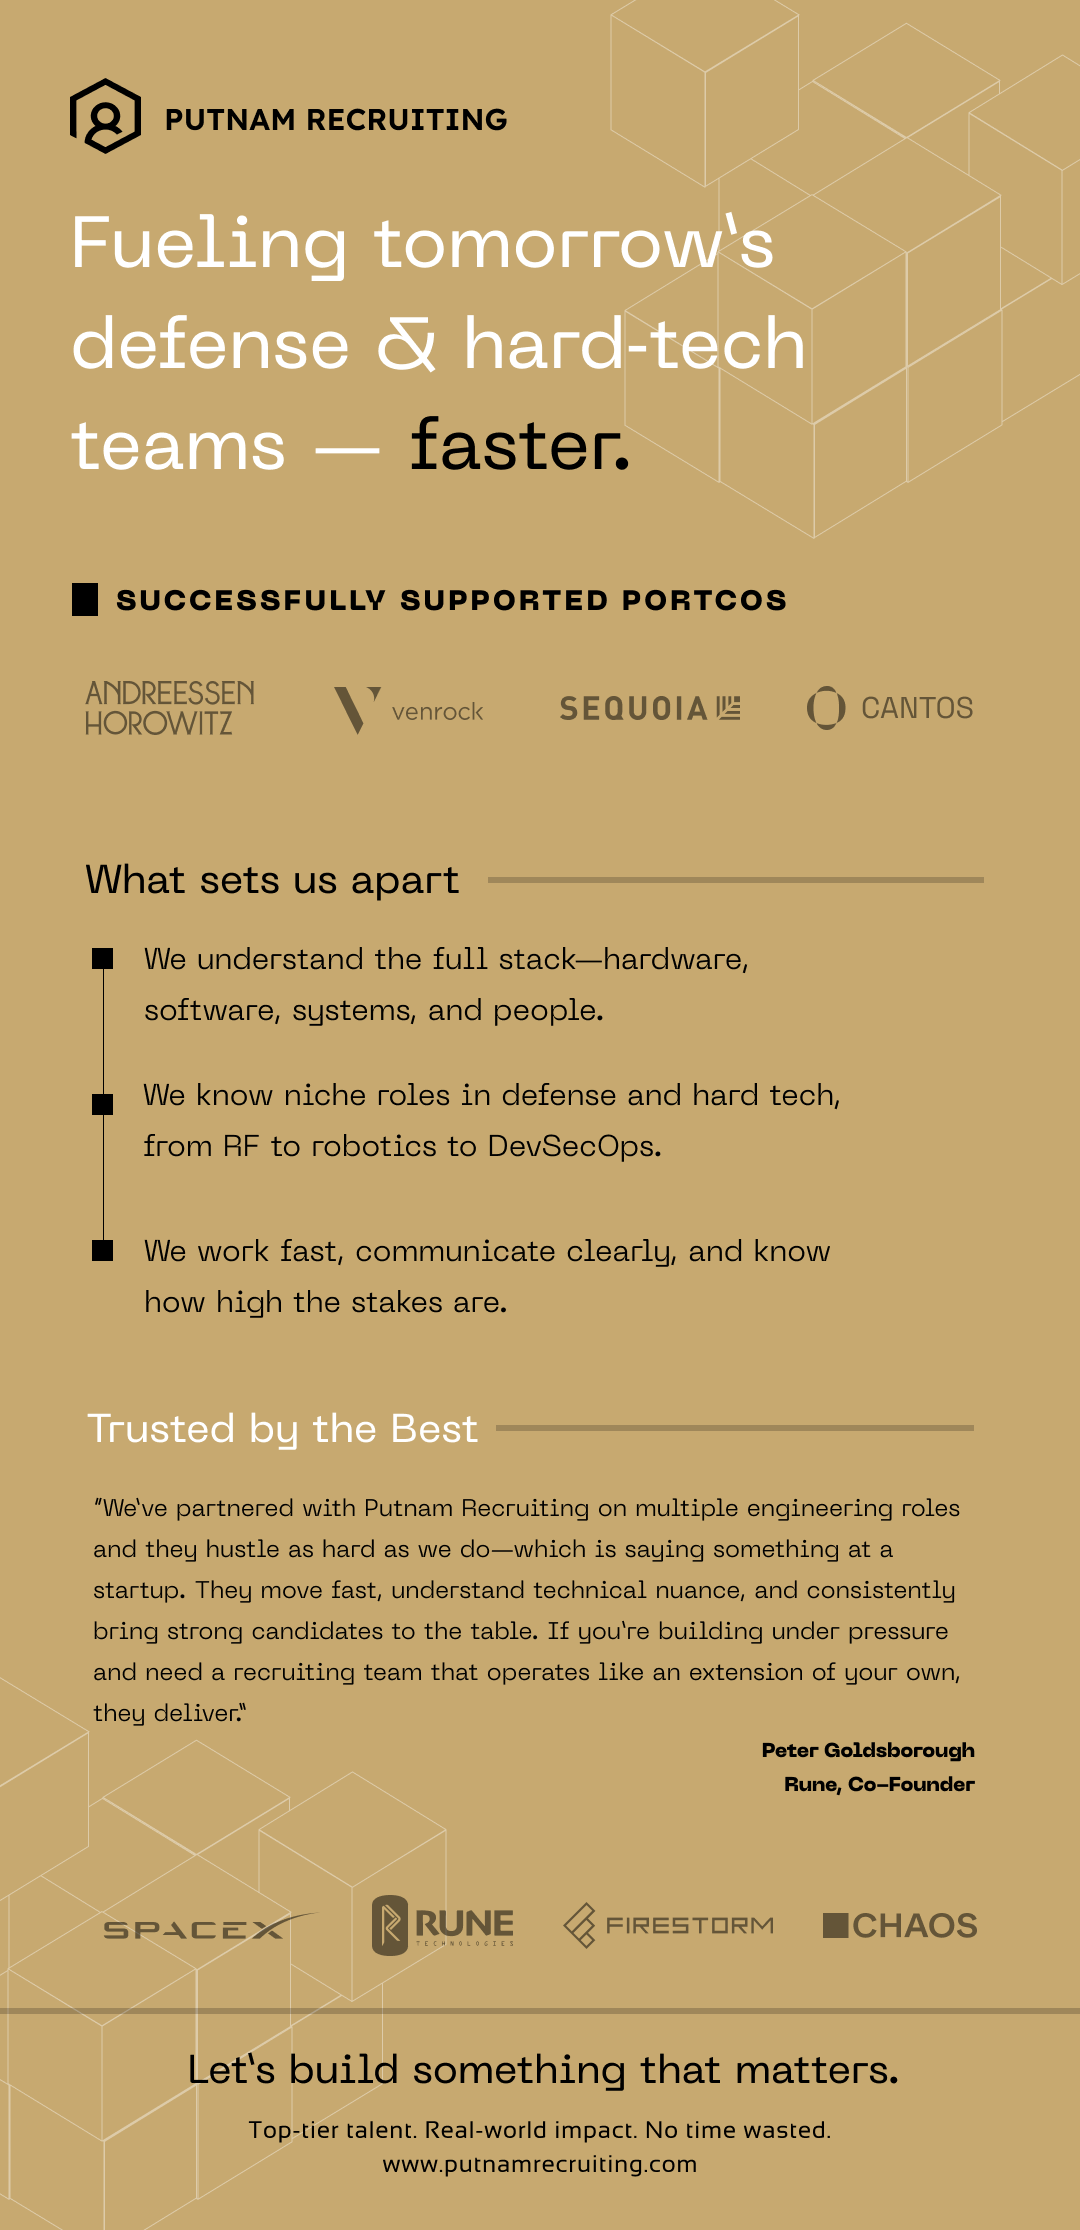 PUTNAM RECRUITING
Fueling tomorrow's
defense & hard-tech
teams — faster.
SUCCESSFULLY SUPPORTED PORTCOS
ANDREESSEN
HOROWITZ
venrock
SEQUOIA
CANTOS
What sets us apart
We understand the full stack—hardware,
software, systems, and people.
We know niche roles in defense and hard tech,
from RF to robotics to DevSecOps.
We work fast, communicate clearly, and know
how high the stakes are.
Trusted by the Best
"We've partnered with Putnam Recruiting on multiple engineering roles
and they hustle as hard as we do—which is saying something at a
startup. They move fast, understand technical nuance, and consistently
bring strong candidates to the table. If you're building under pressure
and need a recruiting team that operates like an extension of your own,
they deliver."
Peter Goldsborough
Rune, Co-Founder
SPACEX
RUNE
TECHNOLOGIES
FIRESTORM
CHAOS
Let's build something that matters.
Top-tier talent. Real-world impact. No time wasted.
www.putnamrecruiting.com